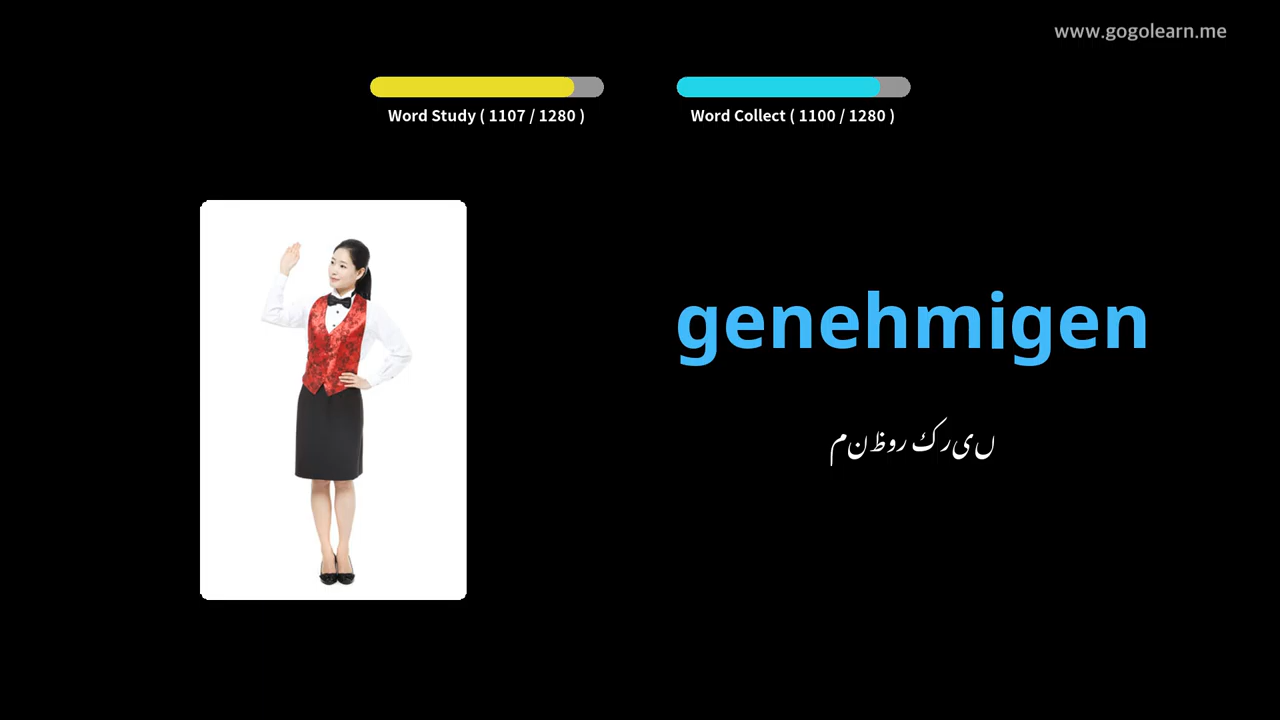 www.gogolearn.me
Word Study ( 1107 / 1280 )
Word Collect ( 1100 / 1280 )
genehmigen
منظور کریں